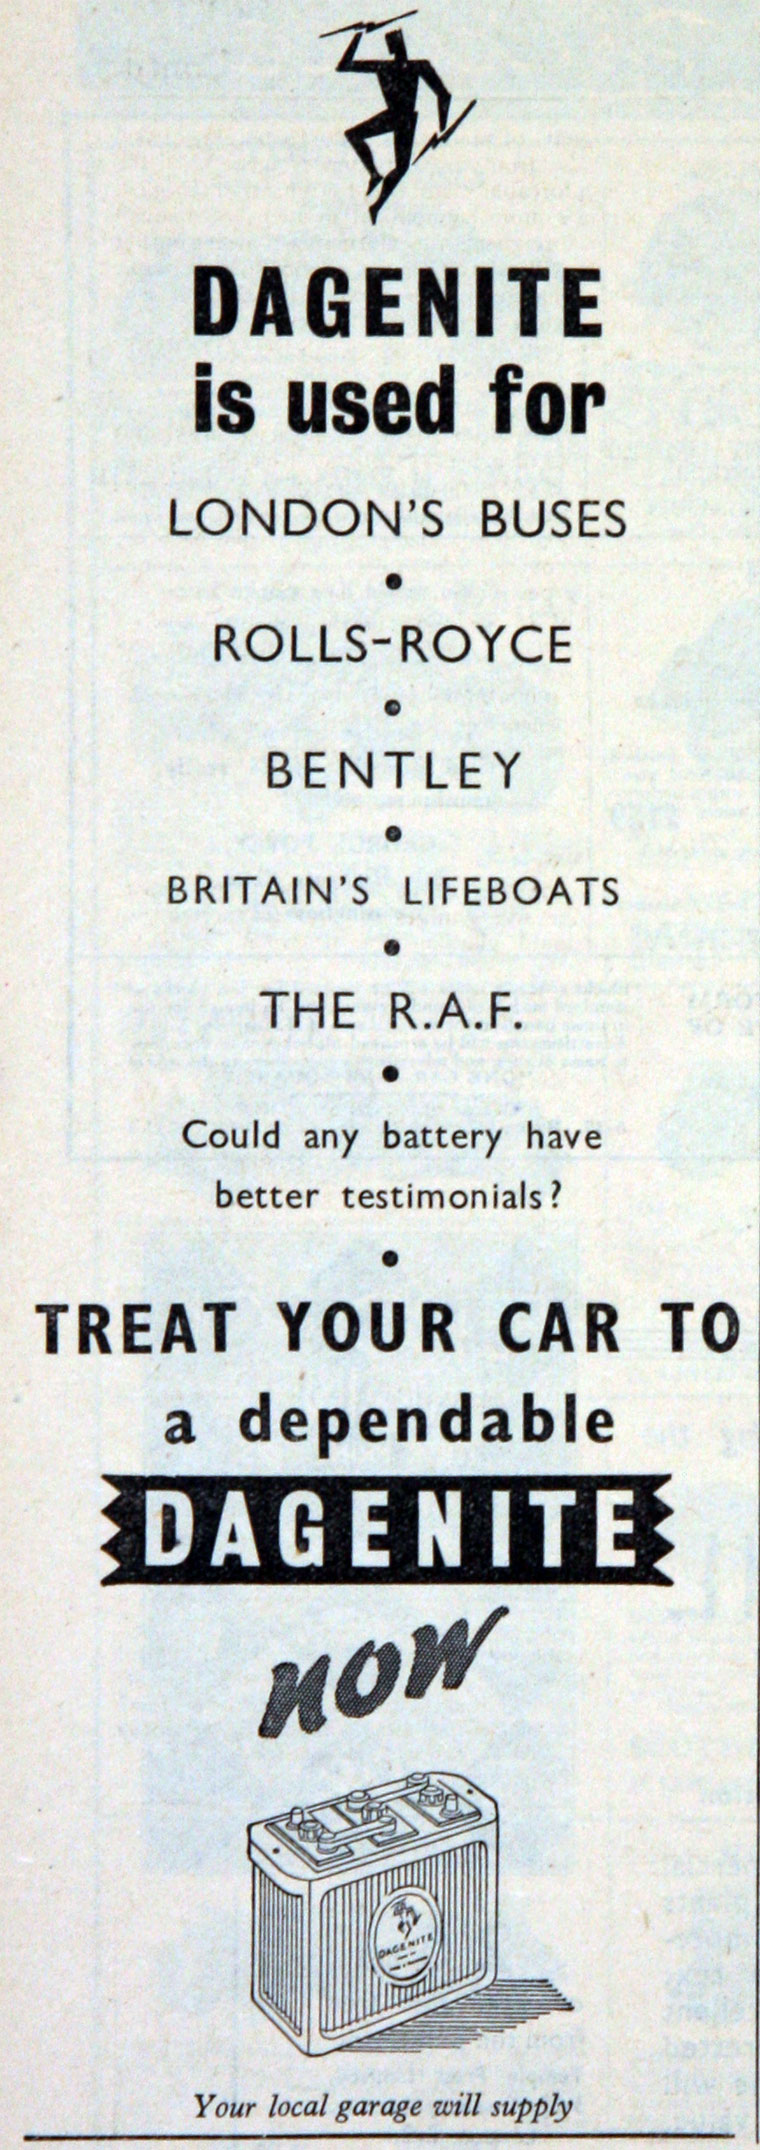 DAGENITE
is used for
LONDON'S BUSES
•
ROLLS-ROYCE
•
BENTLEY
•
BRITAIN'S LIFEBOATS
•
THE R.A.F.
•
Could any battery have
better testimonials?
•
TREAT YOUR CAR TO
a dependable
DAGENITE
now
DAGENITE
Your local garage will supply